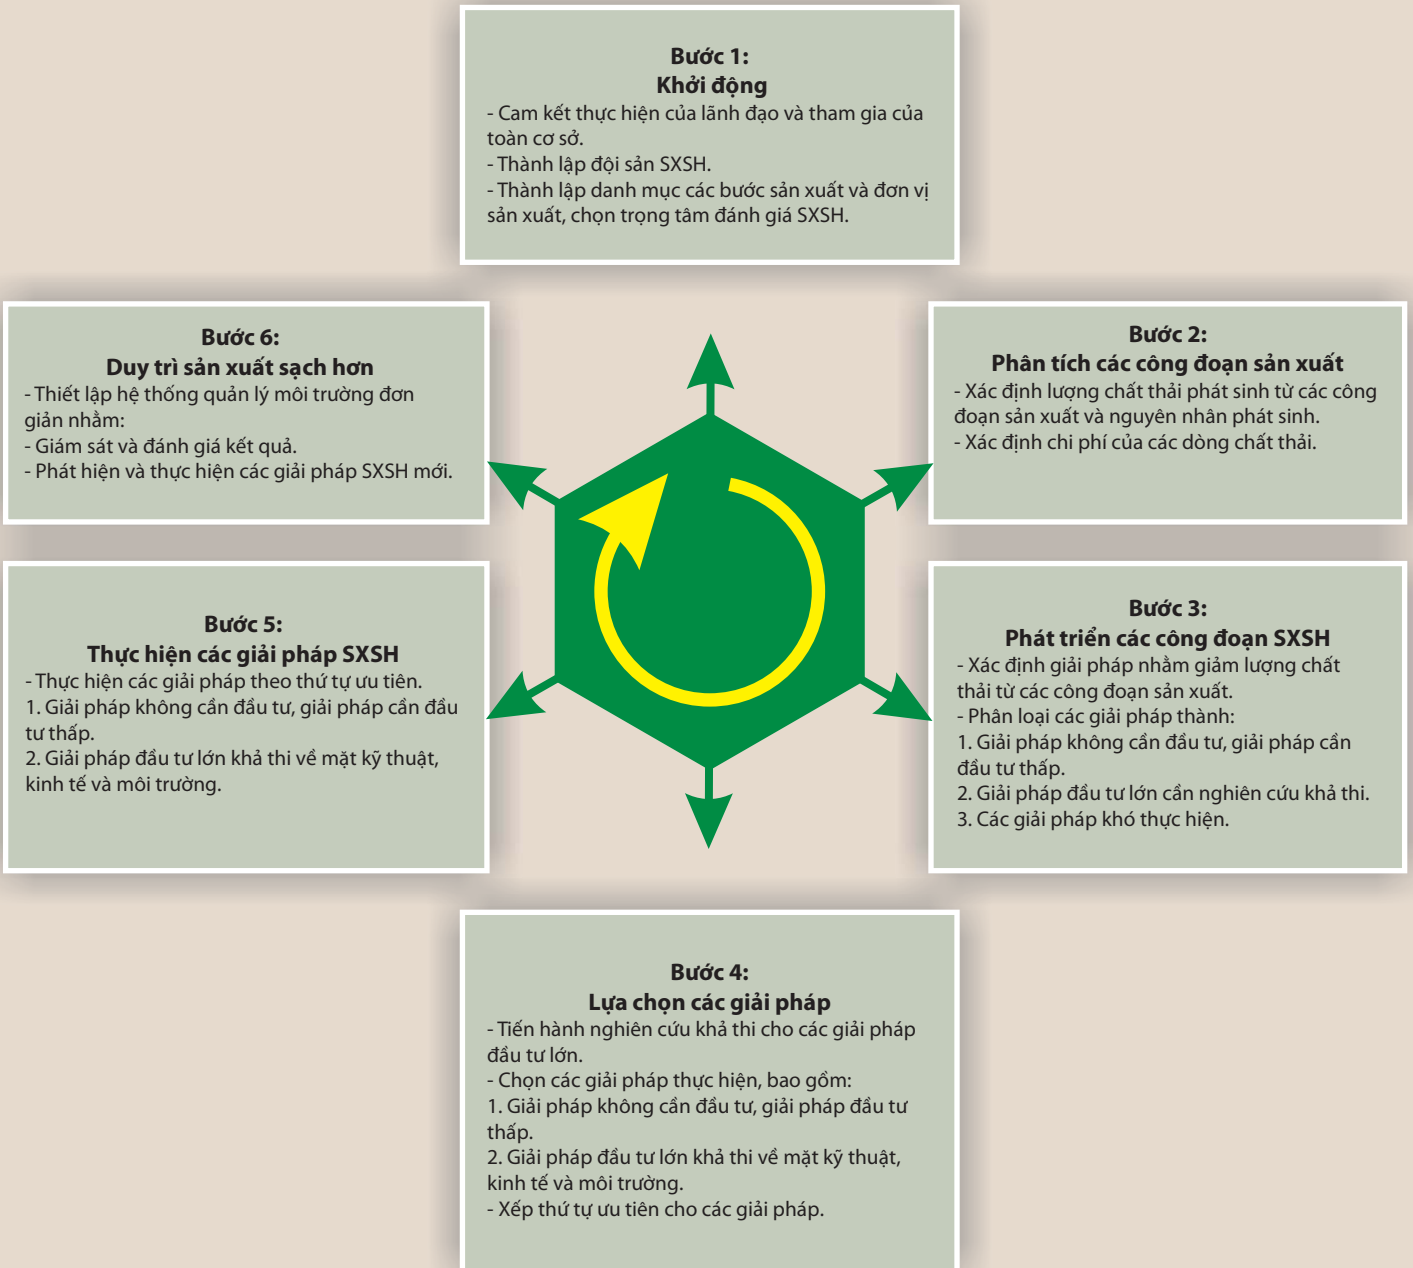 Bước 1:
Khởi động
- Cam kết thực hiện của lãnh đạo và tham gia của
toàn cơ sở.
- Thành lập đội sản SXSH.
- Thành lập danh mục các bước sản xuất và đơn vị
sản xuất, chọn trọng tâm đánh giá SXSH.
Bước 2:
Phân tích các công đoạn sản xuất
- Xác định lượng chất thải phát sinh từ các công
đoạn sản xuất và nguyên nhân phát sinh.
- Xác định chi phí của các dòng chất thải.
Bước 3:
Phát triển các công đoạn SXSH
- Xác định giải pháp nhằm giảm lượng chất
thải từ các công đoạn sản xuất.
- Phân loại các giải pháp thành:
1. Giải pháp không cần đầu tư, giải pháp cần
đầu tư thấp.
2. Giải pháp đầu tư lớn cần nghiên cứu khả thi.
3. Các giải pháp khó thực hiện.
Bước 4:
Lựa chọn các giải pháp
- Tiến hành nghiên cứu khả thi cho các giải pháp
đầu tư lớn.
- Chọn các giải pháp thực hiện, bao gồm:
1. Giải pháp không cần đầu tư, giải pháp đầu tư
thấp.
2. Giải pháp đầu tư lớn khả thi về mặt kỹ thuật,
kinh tế và môi trường.
- Xếp thứ tự ưu tiên cho các giải pháp.
Bước 5:
Thực hiện các giải pháp SXSH
- Thực hiện các giải pháp theo thứ tự ưu tiên.
1. Giải pháp không cần đầu tư, giải pháp cần đầu
tư thấp.
2. Giải pháp đầu tư lớn khả thi về mặt kỹ thuật,
kinh tế và môi trường.
Bước 6:
Duy trì sản xuất sạch hơn
- Thiết lập hệ thống quản lý môi trường đơn
giản nhằm:
- Giám sát và đánh giá kết quả.
- Phát hiện và thực hiện các giải pháp SXSH mới.